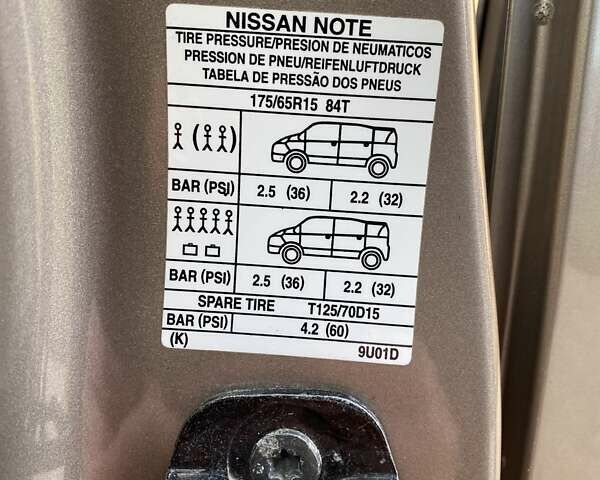 NISSAN NOTE
TIRE PRESSURE/PRESION DE NEUMATICOS
PRESSION DE PNEU/REIFENLUFTDRUCK
TABELA DE PRESSÃO DOS PNEUS
175/65R15 84T
BAR (PSI) 2.5 (36) 2.2 (32)
BAR (PSI) 2.5 (36) 2.2 (32)
SPARE TIRE T125/70D15
BAR (PSI) 4.2 (60)
(K) 9U01D